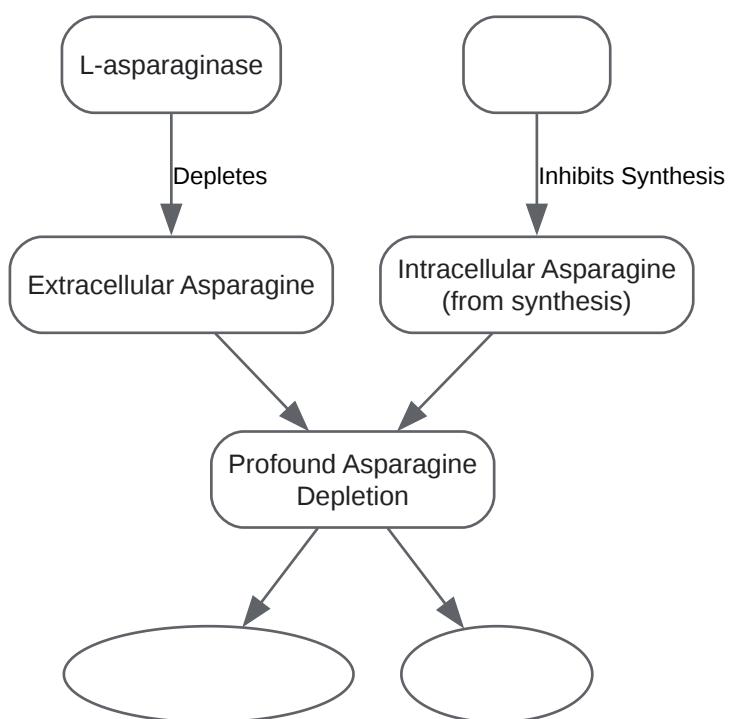 L-asparaginase
Depletes
Inhibits Synthesis
Extracellular Asparagine
Intracellular Asparagine
(from synthesis)
Profound Asparagine
Depletion